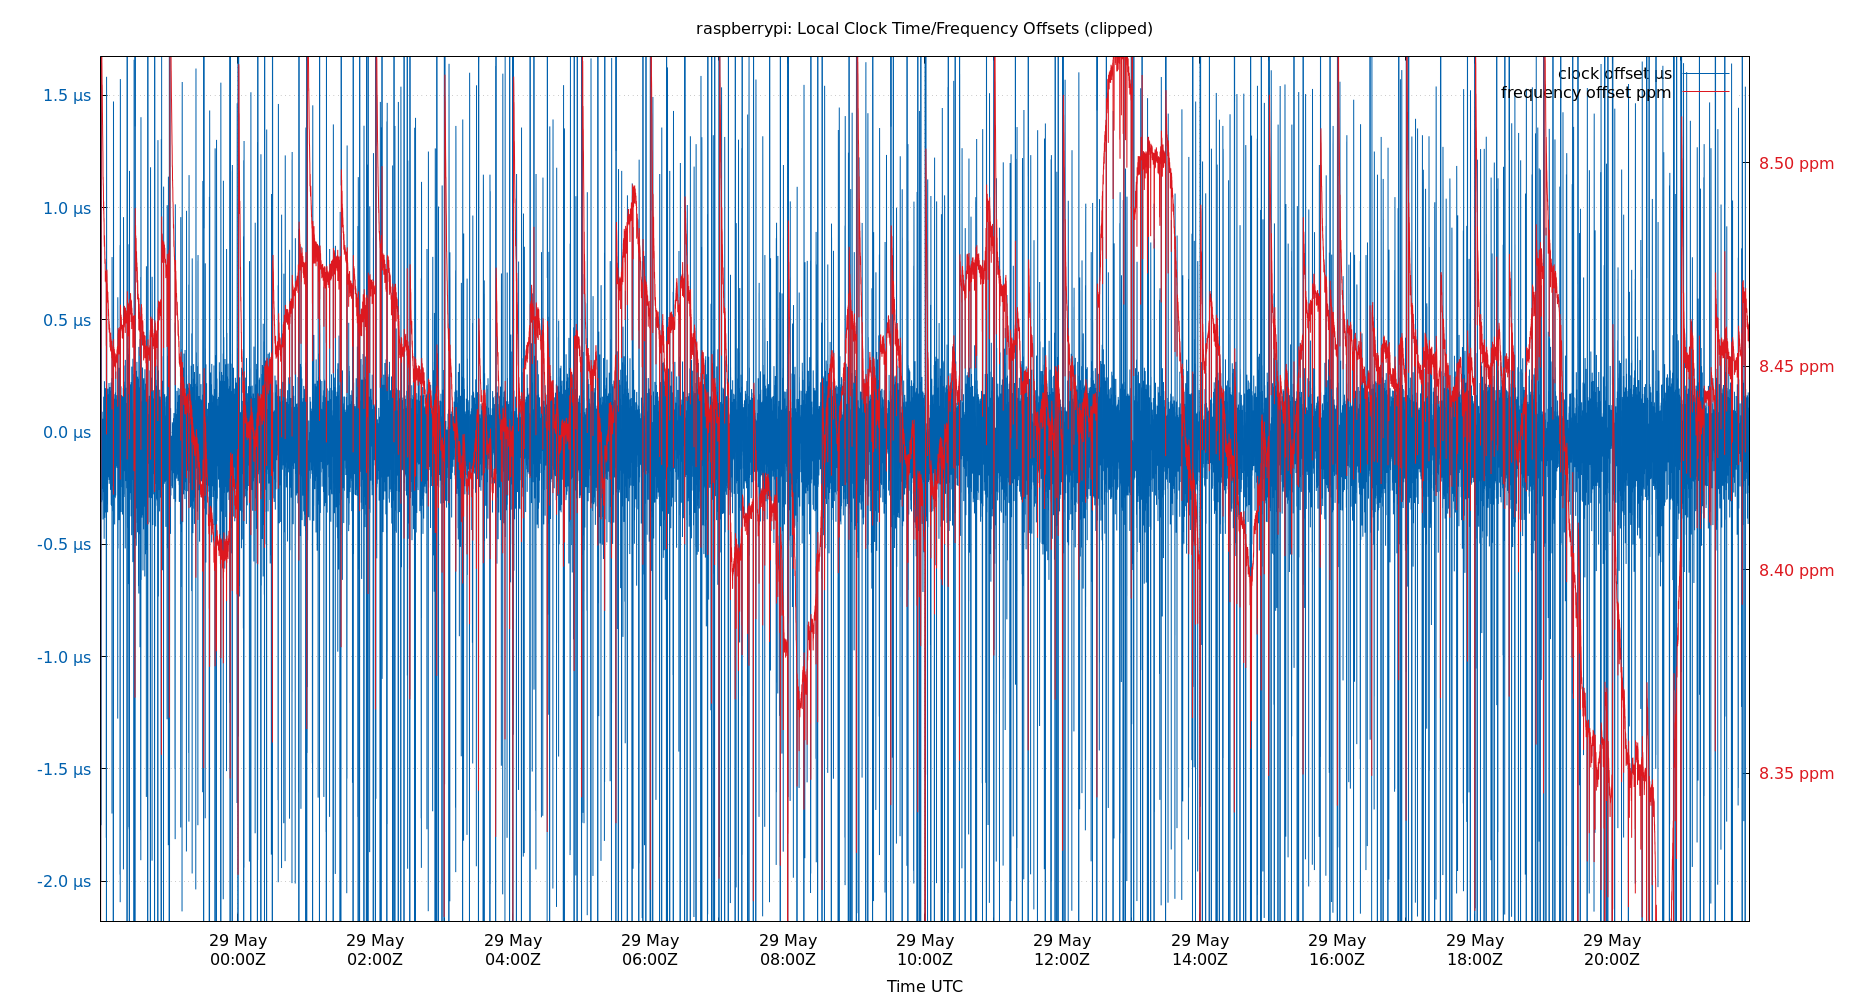 raspberrypi: Local Clock Time/Frequency Offsets (clipped)
clock offset µs
frequency offset ppm
1.5 µs
1.0 µs
0.5 µs
0.0 µs
-0.5 µs
-1.0 µs
-1.5 µs
-2.0 µs
8.50 ppm
8.45 ppm
8.40 ppm
8.35 ppm
29 May 29 May 29 May 29 May 29 May 29 May 29 May 29 May 29 May 29 May 29 May
00:00Z 02:00Z 04:00Z 06:00Z 08:00Z 10:00Z 12:00Z 14:00Z 16:00Z 18:00Z 20:00Z
Time UTC